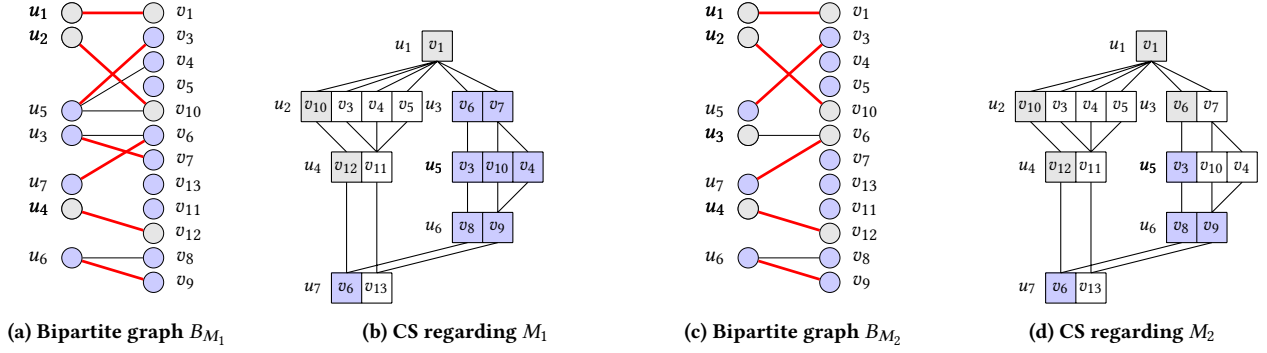 u1 v1
u2 v3
v4
v5
u5 v10
u3 v6
v7
u7 v13
u4 v11
v12
u6 v8
v9
(a) Bipartite graph BM1
u1 v1
u2 v10 v3 v4 v5 u3 v6 v7
u4 v12 v11 u5 v3 v10 v4
u6 v8 v9
u7 v6 v13
(b) CS regarding M1
u1 v1
u2 v3
v4
v5
u5 v10
u3 v6
v7
u7 v13
u4 v11
v12
u6 v8
v9
(c) Bipartite graph BM2
u1 v1
u2 v10 v3 v4 v5 u3 v6 v7
u4 v12 v11 u5 v3 v10 v4
u6 v8 v9
u7 v6 v13
(d) CS regarding M2